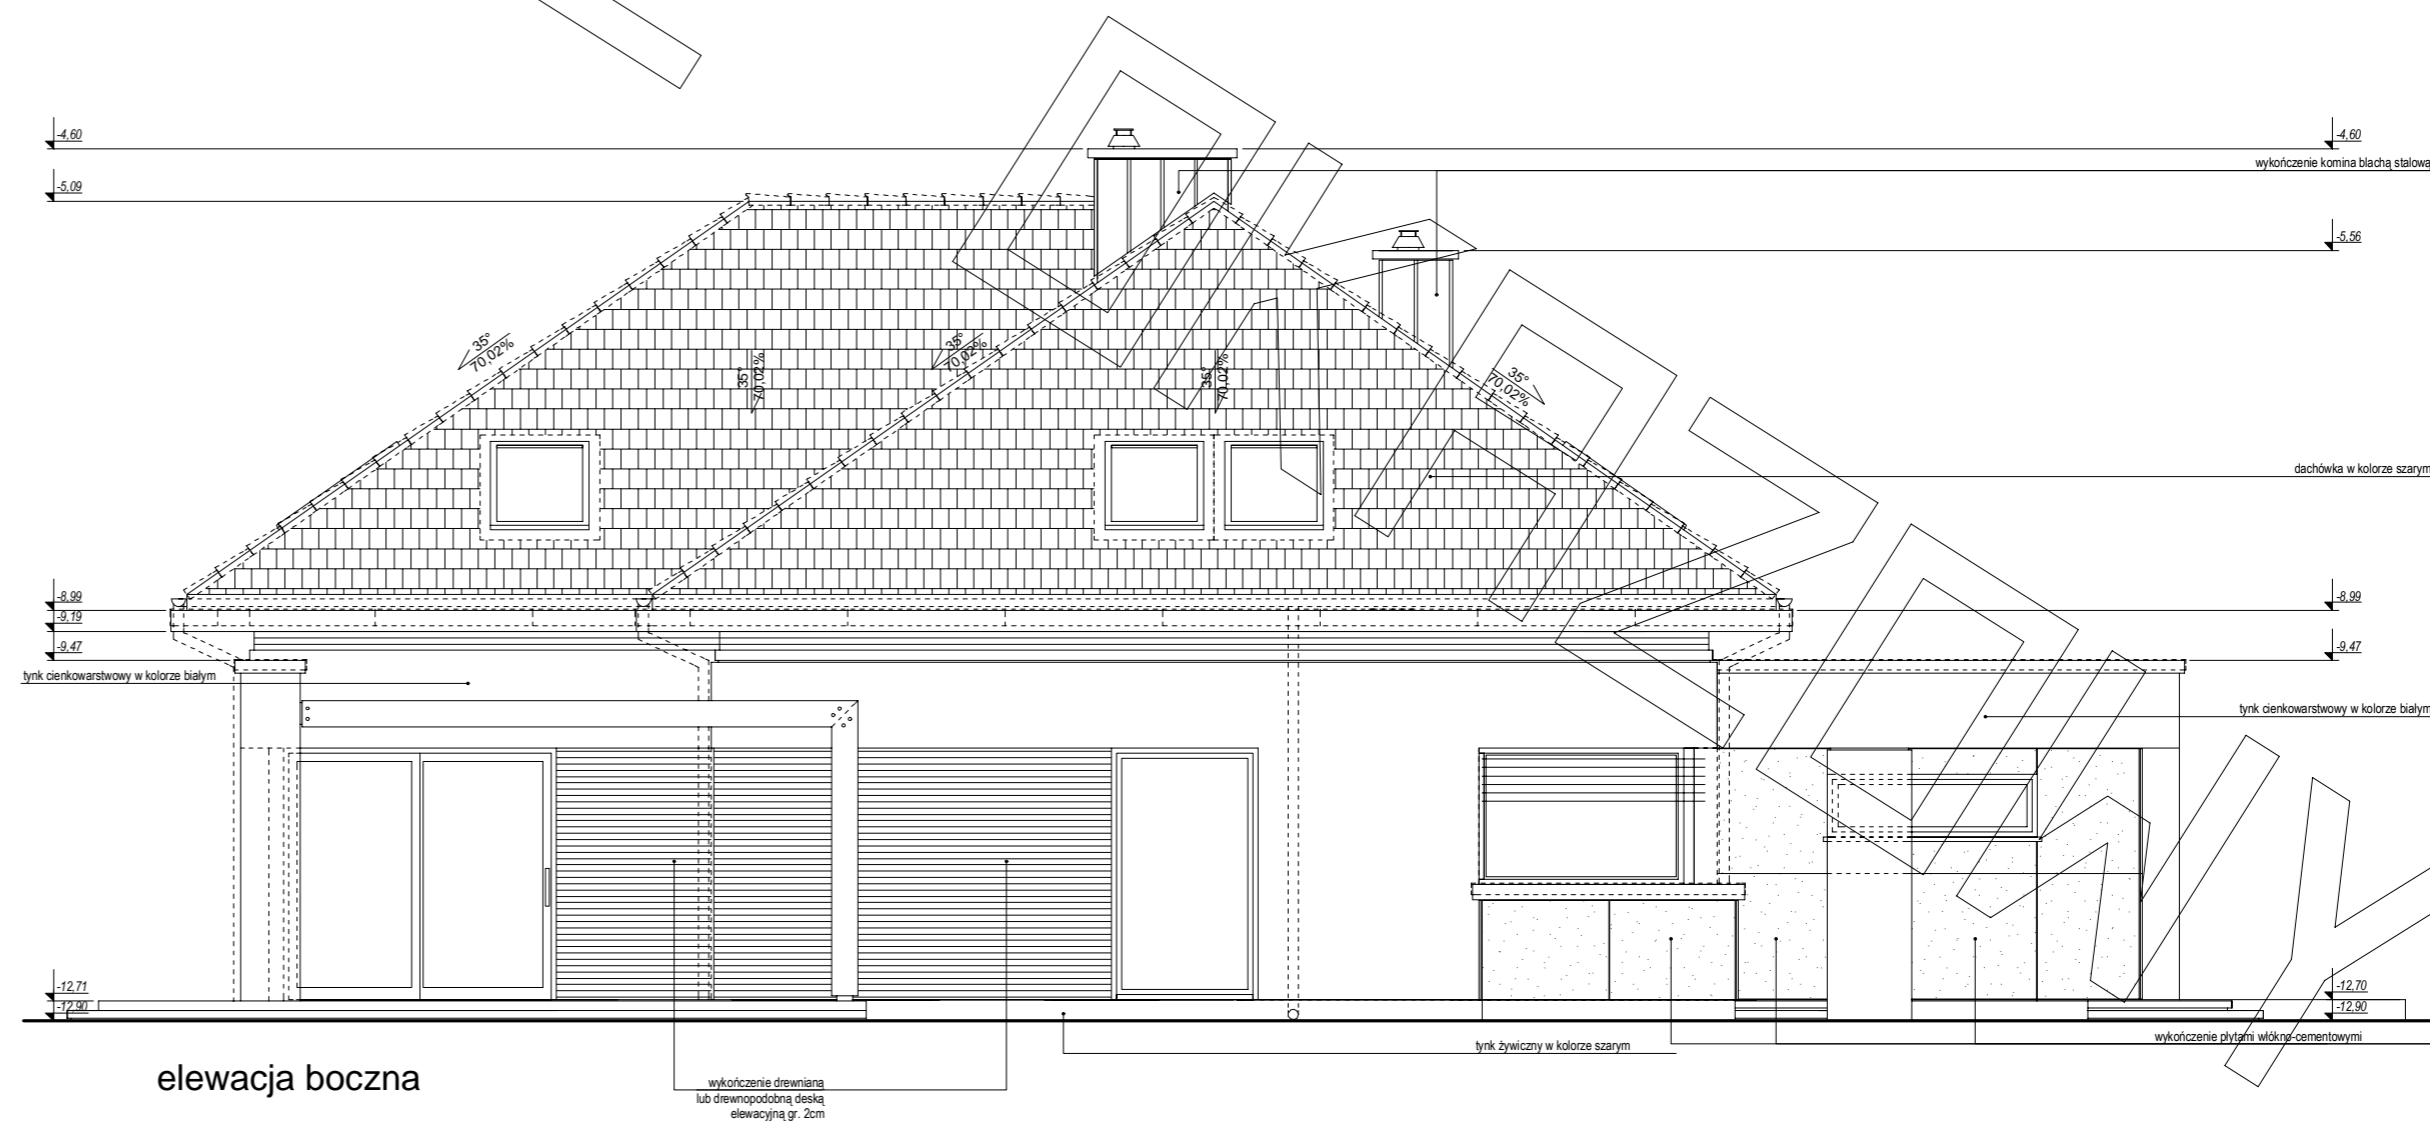 -4,60
-4,60
wykończenie komina blachą stalową
-5,09
-5,56
35°
70,02%
35°
70,02%
35°
70,02%
35°
70,02%
35°
70,02%
dachówka w kolorze szarym
-8,99
-8,99
-9,19
-9,47
-9,47
tynk cienkowarstwowy w kolorze białym
tynk cienkowarstwowy w kolorze białym
-12,71
-12,70
-12,90
-12,90
wykończenie płytami włókno-cementowymi
tynk żywiczny w kolorze szarym
elewacja boczna
wykończenie drewnianą
lub drewnopodobną deską
elewacyjną gr. 2cm